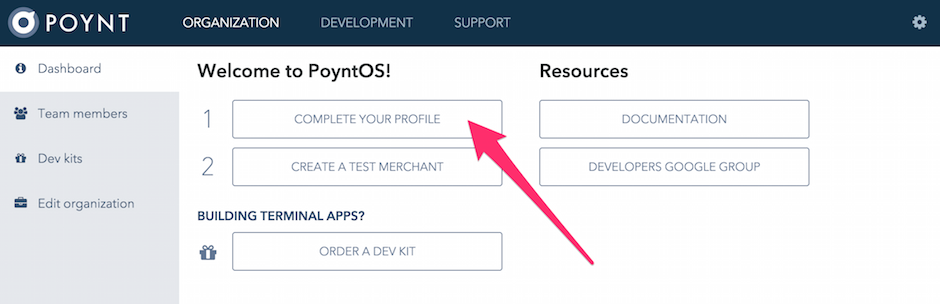 POYNT
ORGANIZATION
DEVELOPMENT
SUPPORT
Dashboard
Team members
Dev kits
Edit organization
Welcome to PoyntOS!
1
COMPLETE YOUR PROFILE
2
CREATE A TEST MERCHANT
BUILDING TERMINAL APPS?
ORDER A DEV KIT
Resources
DOCUMENTATION
DEVELOPERS GOOGLE GROUP